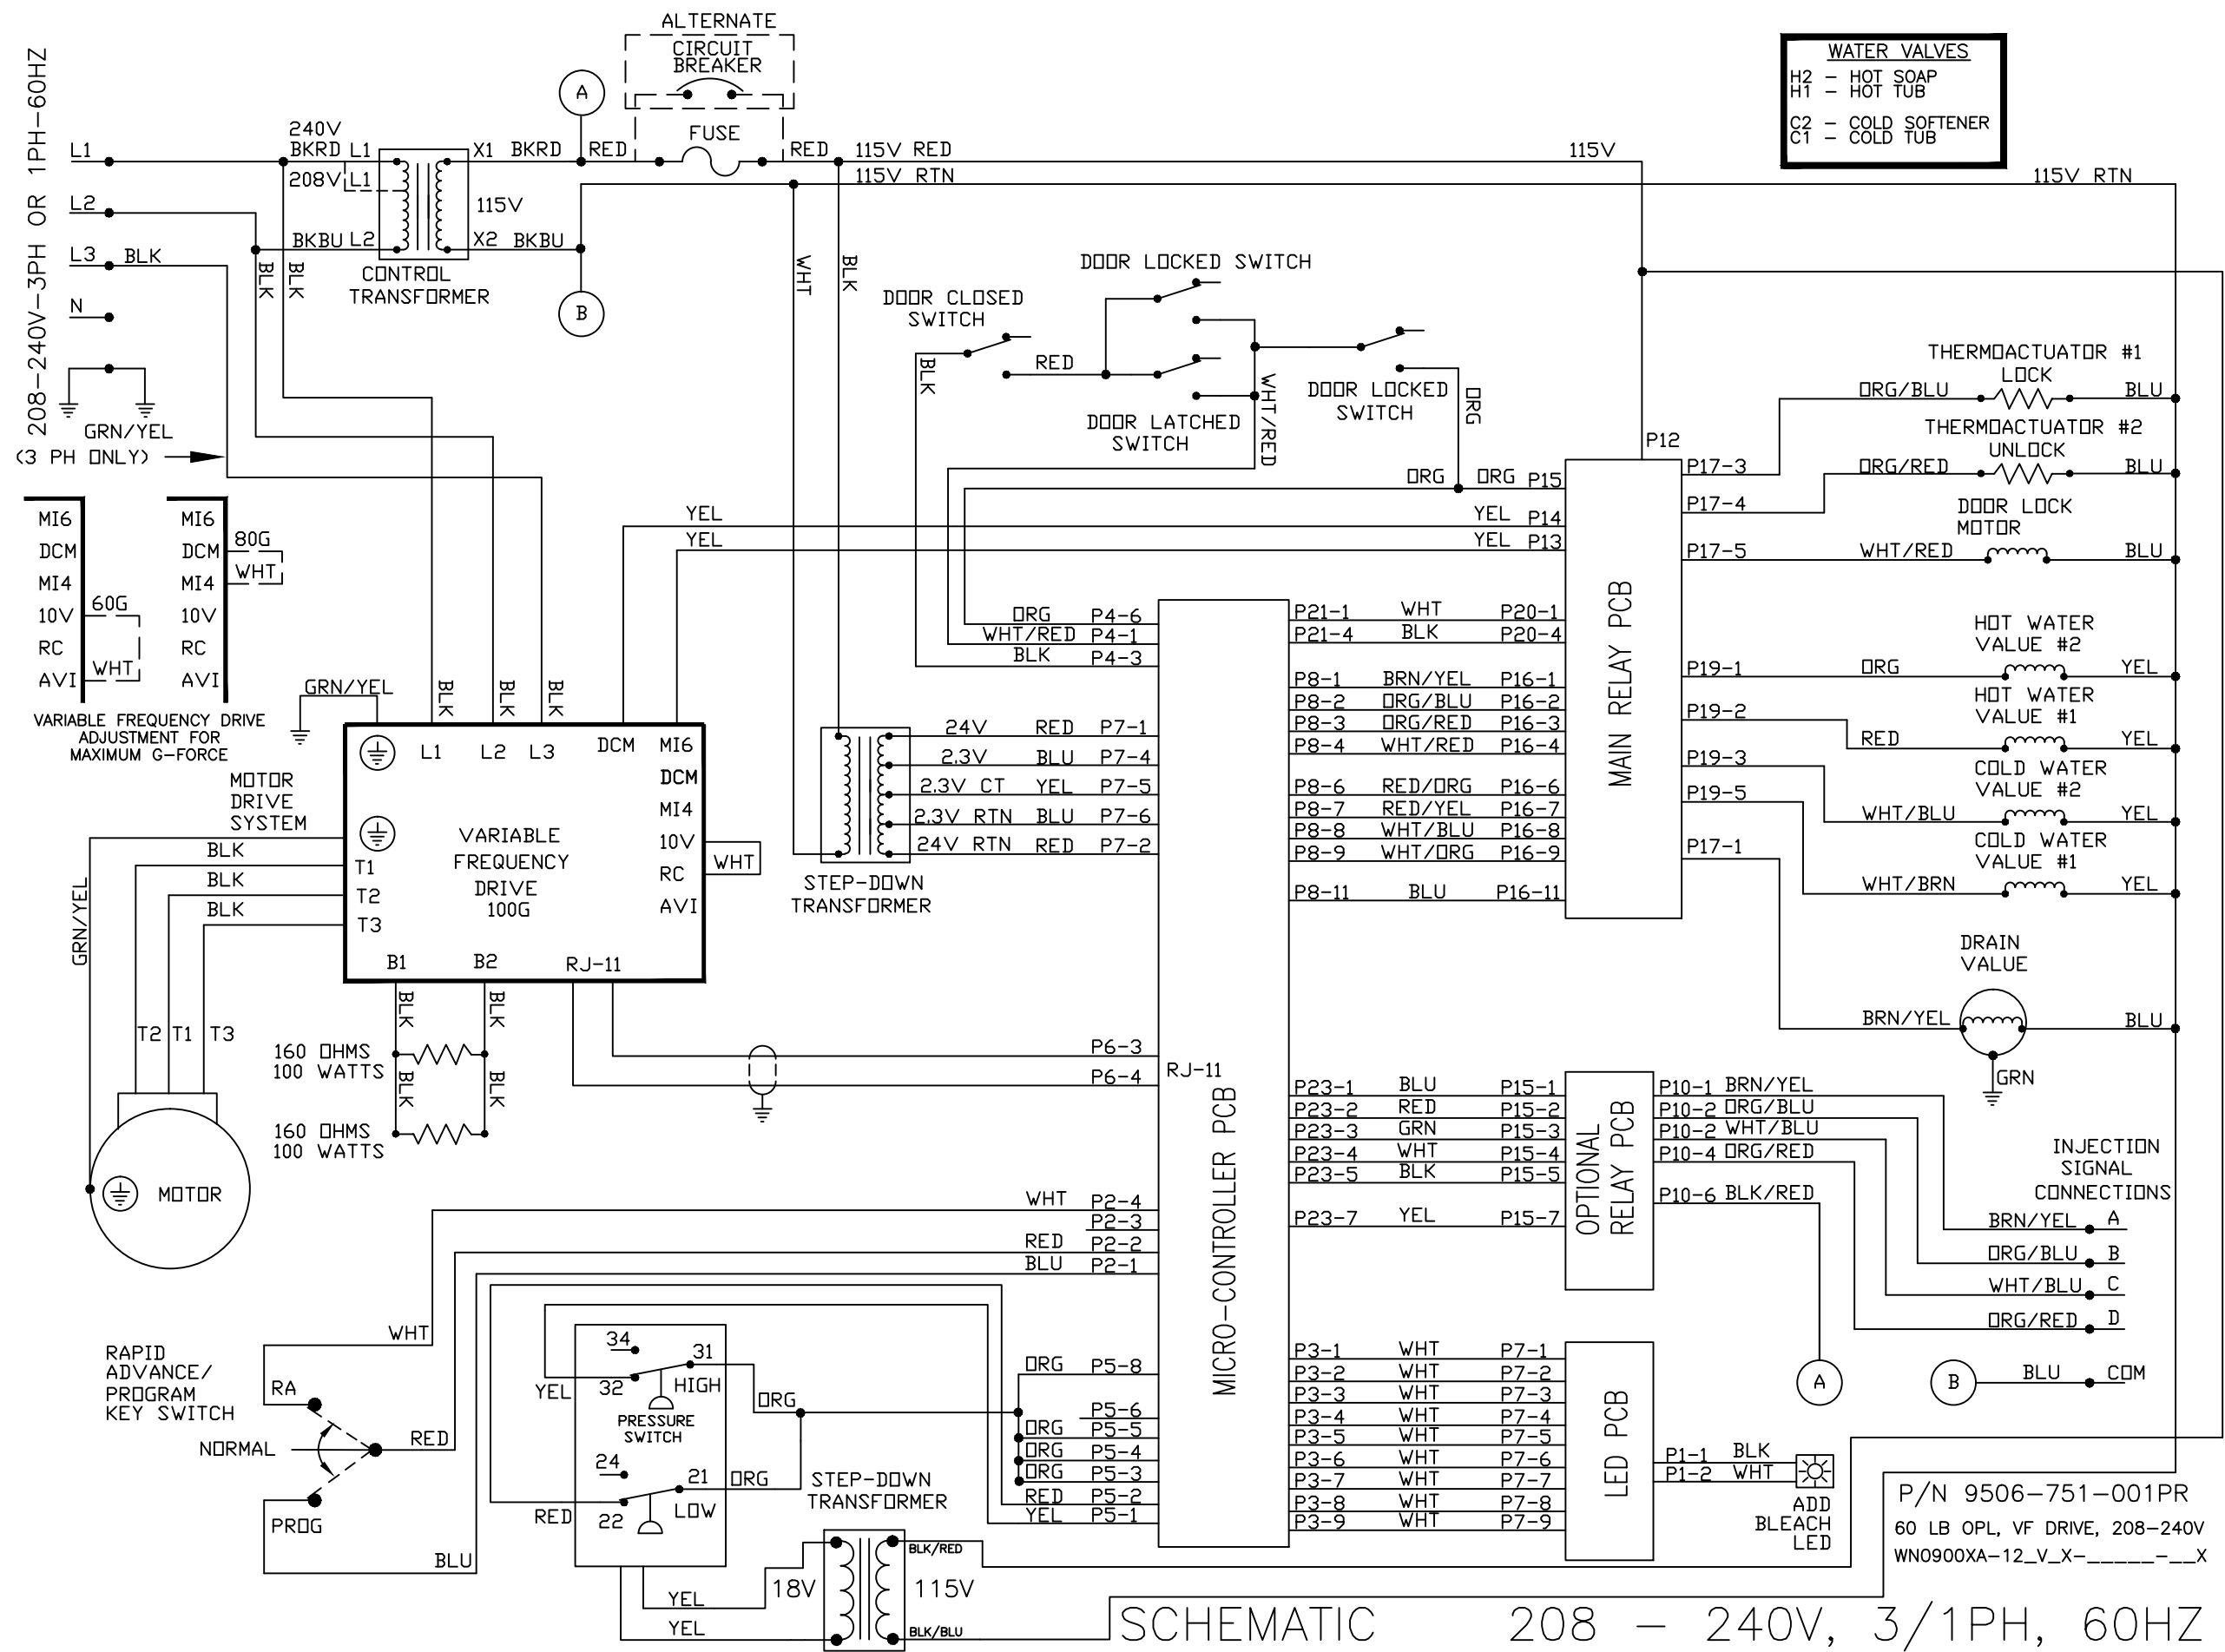 ALTERNATE
CIRCUIT
BREAKER
FUSE
WATER VALVES
H2 - HOT SOAP
H1 - HOT TUB
C2 - COLD SOFTENER
C1 - COLD TUB
208-240V-3PH OR 1PH-60HZ
L1
L2
L3 BLK
N
GRN/YEL
(3 PH ONLY)
240V
BKRD L1
208V L1
BKBU L2
X1 BKRD
115V
X2 BKBU
CONTROL
TRANSFORMER
A
B
RED
RED
115V RED
115V RTN
115V
115V RTN
BLK
BLK
WHT
BLK
DOOR CLOSED
SWITCH
DOOR LOCKED SWITCH
RED
BLK
DOOR LATCHED
SWITCH
WHT/RED
DOOR LOCKED
SWITCH
ORG
P12
ORG
ORG P15
YEL
YEL P14
YEL
YEL P13
MAIN RELAY PCB
P17-3
P17-4
P17-5
P19-1
P19-2
P19-3
P19-5
P17-1
THERMOACTUATOR #1
LOCK
ORG/BLU
BLU
THERMOACTUATOR #2
UNLOCK
ORG/RED
BLU
DOOR LOCK
MOTOR
WHT/RED
BLU
HOT WATER
VALUE #2
ORG
YEL
HOT WATER
VALUE #1
RED
YEL
COLD WATER
VALUE #2
WHT/BLU
YEL
COLD WATER
VALUE #1
WHT/BRN
YEL
DRAIN
VALUE
BRN/YEL
BLU
GRN
MI6
DCM
MI4
10V
RC
AVI
60G
WHT
MI6
DCM
MI4
10V
RC
AVI
80G
WHT
VARIABLE FREQUENCY DRIVE
ADJUSTMENT FOR
MAXIMUM G-FORCE
GRN/YEL
BLK
BLK
BLK
L1
L2
L3
DCM
MI6
DCM
MI4
10V
RC
AVI
WHT
VARIABLE
FREQUENCY
DRIVE
100G
MOTOR
DRIVE
SYSTEM
T1
T2
T3
B1
B2
RJ-11
BLK
BLK
BLK
GRN/YEL
T2
T1
T3
MOTOR
BLK
BLK
160 OHMS
100 WATTS
BLK
BLK
160 OHMS
100 WATTS
STEP-DOWN
TRANSFORMER
24V RED P7-1
2.3V BLU P7-4
2.3V CT YEL P7-5
2.3V RTN BLU P7-6
24V RTN RED P7-2
ORG P4-6
WHT/RED P4-1
BLK P4-3
P6-3
P6-4
RJ-11
MICRO-CONTROLLER PCB
P21-1 WHT P20-1
P21-4 BLK P20-4
P8-1 BRN/YEL P16-1
P8-2 ORG/BLU P16-2
P8-3 ORG/RED P16-3
P8-4 WHT/RED P16-4
P8-6 RED/ORG P16-6
P8-7 RED/YEL P16-7
P8-8 WHT/BLU P16-8
P8-9 WHT/ORG P16-9
P8-11 BLU P16-11
P23-1 BLU P15-1
P23-2 RED P15-2
P23-3 GRN P15-3
P23-4 WHT P15-4
P23-5 BLK P15-5
P23-7 YEL P15-7
OPTIONAL
RELAY PCB
P10-1 BRN/YEL
P10-2 ORG/BLU
P10-2 WHT/BLU
P10-4 ORG/RED
P10-6 BLK/RED
INJECTION
SIGNAL
CONNECTIONS
BRN/YEL A
ORG/BLU B
WHT/BLU C
ORG/RED D
A
B BLU COM
WHT P2-4
P2-3
RED P2-2
BLU P2-1
RAPID
ADVANCE/
PROGRAM
KEY SWITCH
WHT
RA
NORMAL
RED
PROG
BLU
34
31
YEL
32
HIGH
PRESSURE
SWITCH
24
21
RED
22
LOW
ORG
ORG
ORG P5-8
P5-6
ORG P5-5
ORG P5-4
ORG P5-3
RED P5-2
YEL P5-1
STEP-DOWN
TRANSFORMER
BLK/RED
18V
115V
YEL
YEL
BLK/BLU
P3-1 WHT P7-1
P3-2 WHT P7-2
P3-3 WHT P7-3
P3-4 WHT P7-4
P3-5 WHT P7-5
P3-6 WHT P7-6
P3-7 WHT P7-7
P3-8 WHT P7-8
P3-9 WHT P7-9
LED PCB
P1-1 BLK
P1-2 WHT
ADD
BLEACH
LED
P/N 9506-751-001PR
60 LB OPL, VF DRIVE, 208-240V
WN0900XA-12_V_X-_____-__X
SCHEMATIC 208 - 240V, 3/1PH, 60HZ